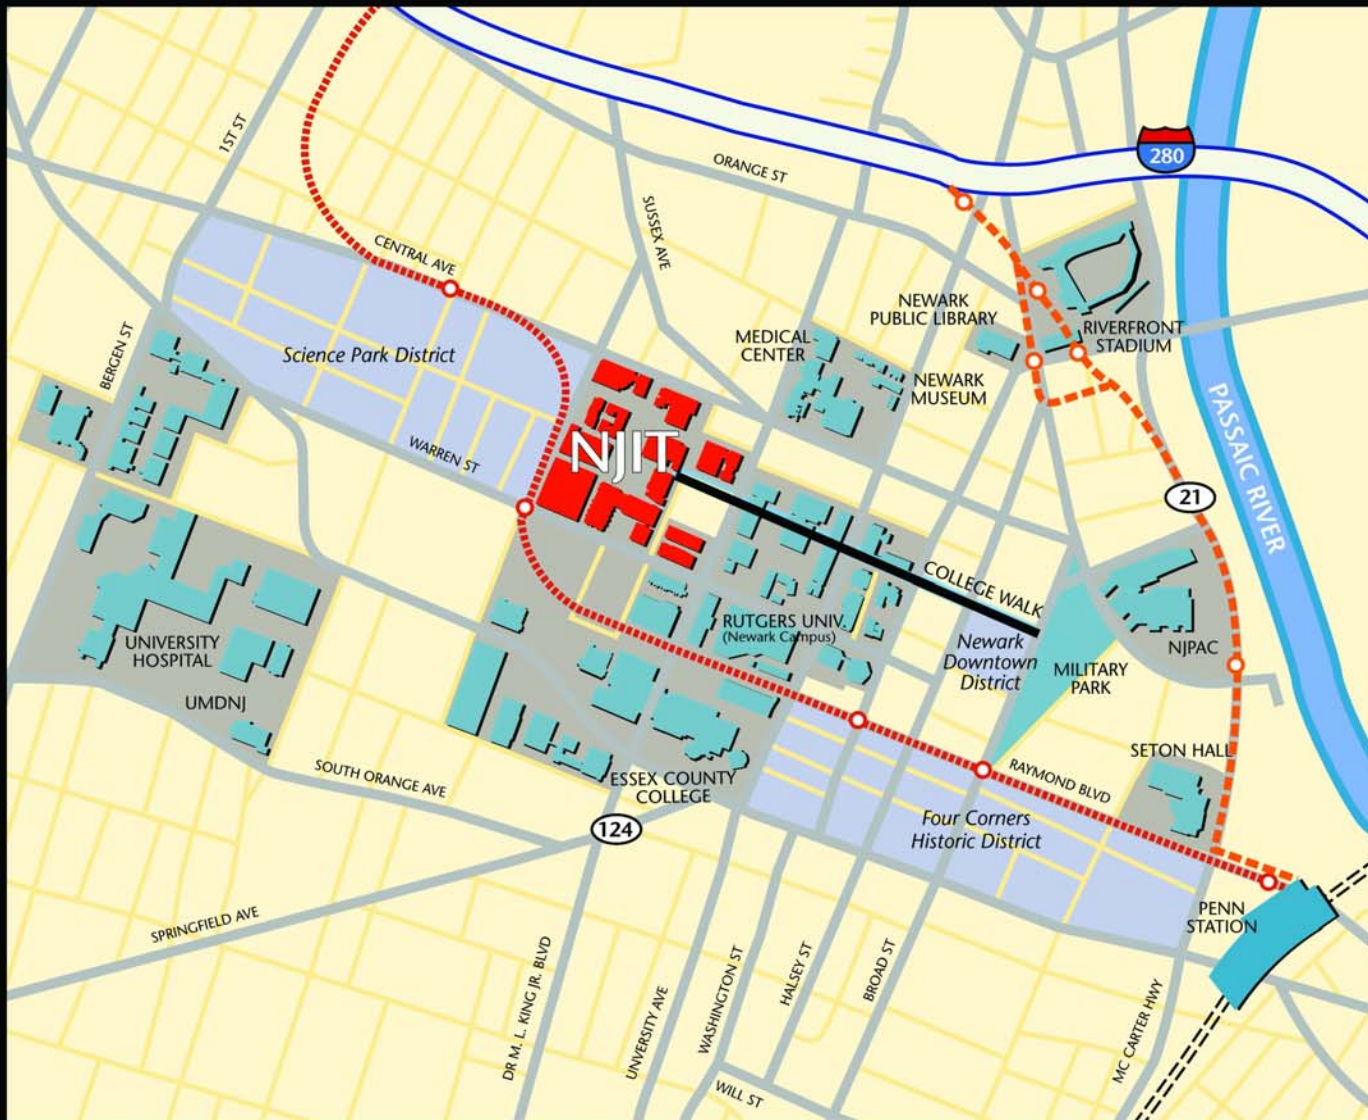 280
1ST ST
ORANGE ST
SUSSEX AVE
CENTRAL AVE
NEWARK
PUBLIC LIBRARY
RIVERFRONT
STADIUM
MEDICAL
CENTER
NEWARK
MUSEUM
BERGEN ST
Science Park District
PASSAIC RIVER
WARREN ST
NJIT
21
COLLEGE WALK
RUTGERS UNIV.
(Newark Campus)
Newark
Downtown
District
MILITARY
PARK
NJPAC
UNIVERSITY
HOSPITAL
UMDNJ
SETON HALL
SOUTH ORANGE AVE
ESSEX COUNTY
COLLEGE
RAYMOND BLVD
124
Four Corners
Historic District
SPRINGFIELD AVE
PENN
STATION
DR M. L. KING JR. BLVD
UNVERSITY AVE
WASHINGTON ST
HALSEY ST
BROAD ST
MC CARTER HWY
WILL ST